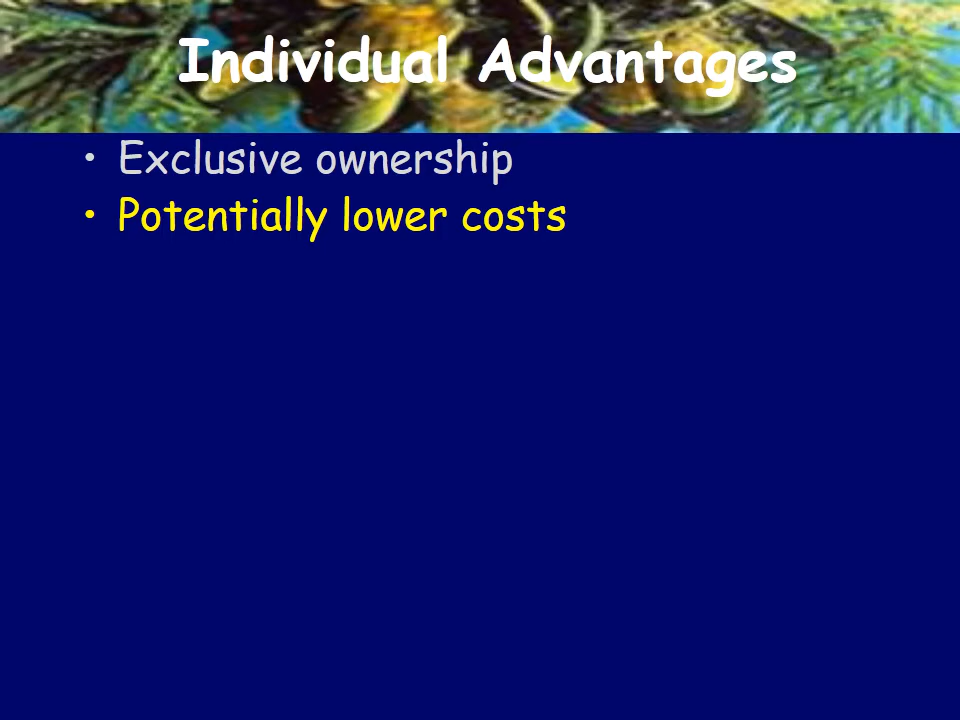 Individual Advantages
• Exclusive ownership
• Potentially lower costs